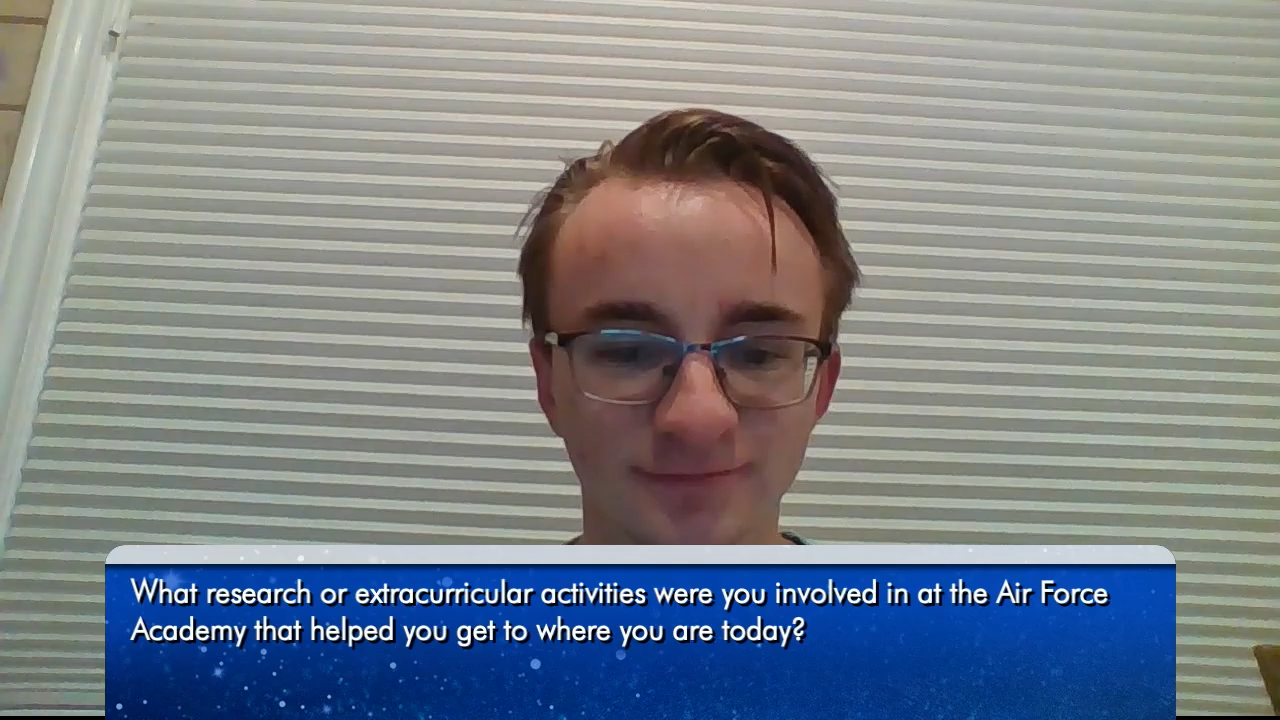 What research or extracurricular activities were you involved in at the Air Force
Academy that helped you get to where you are today?